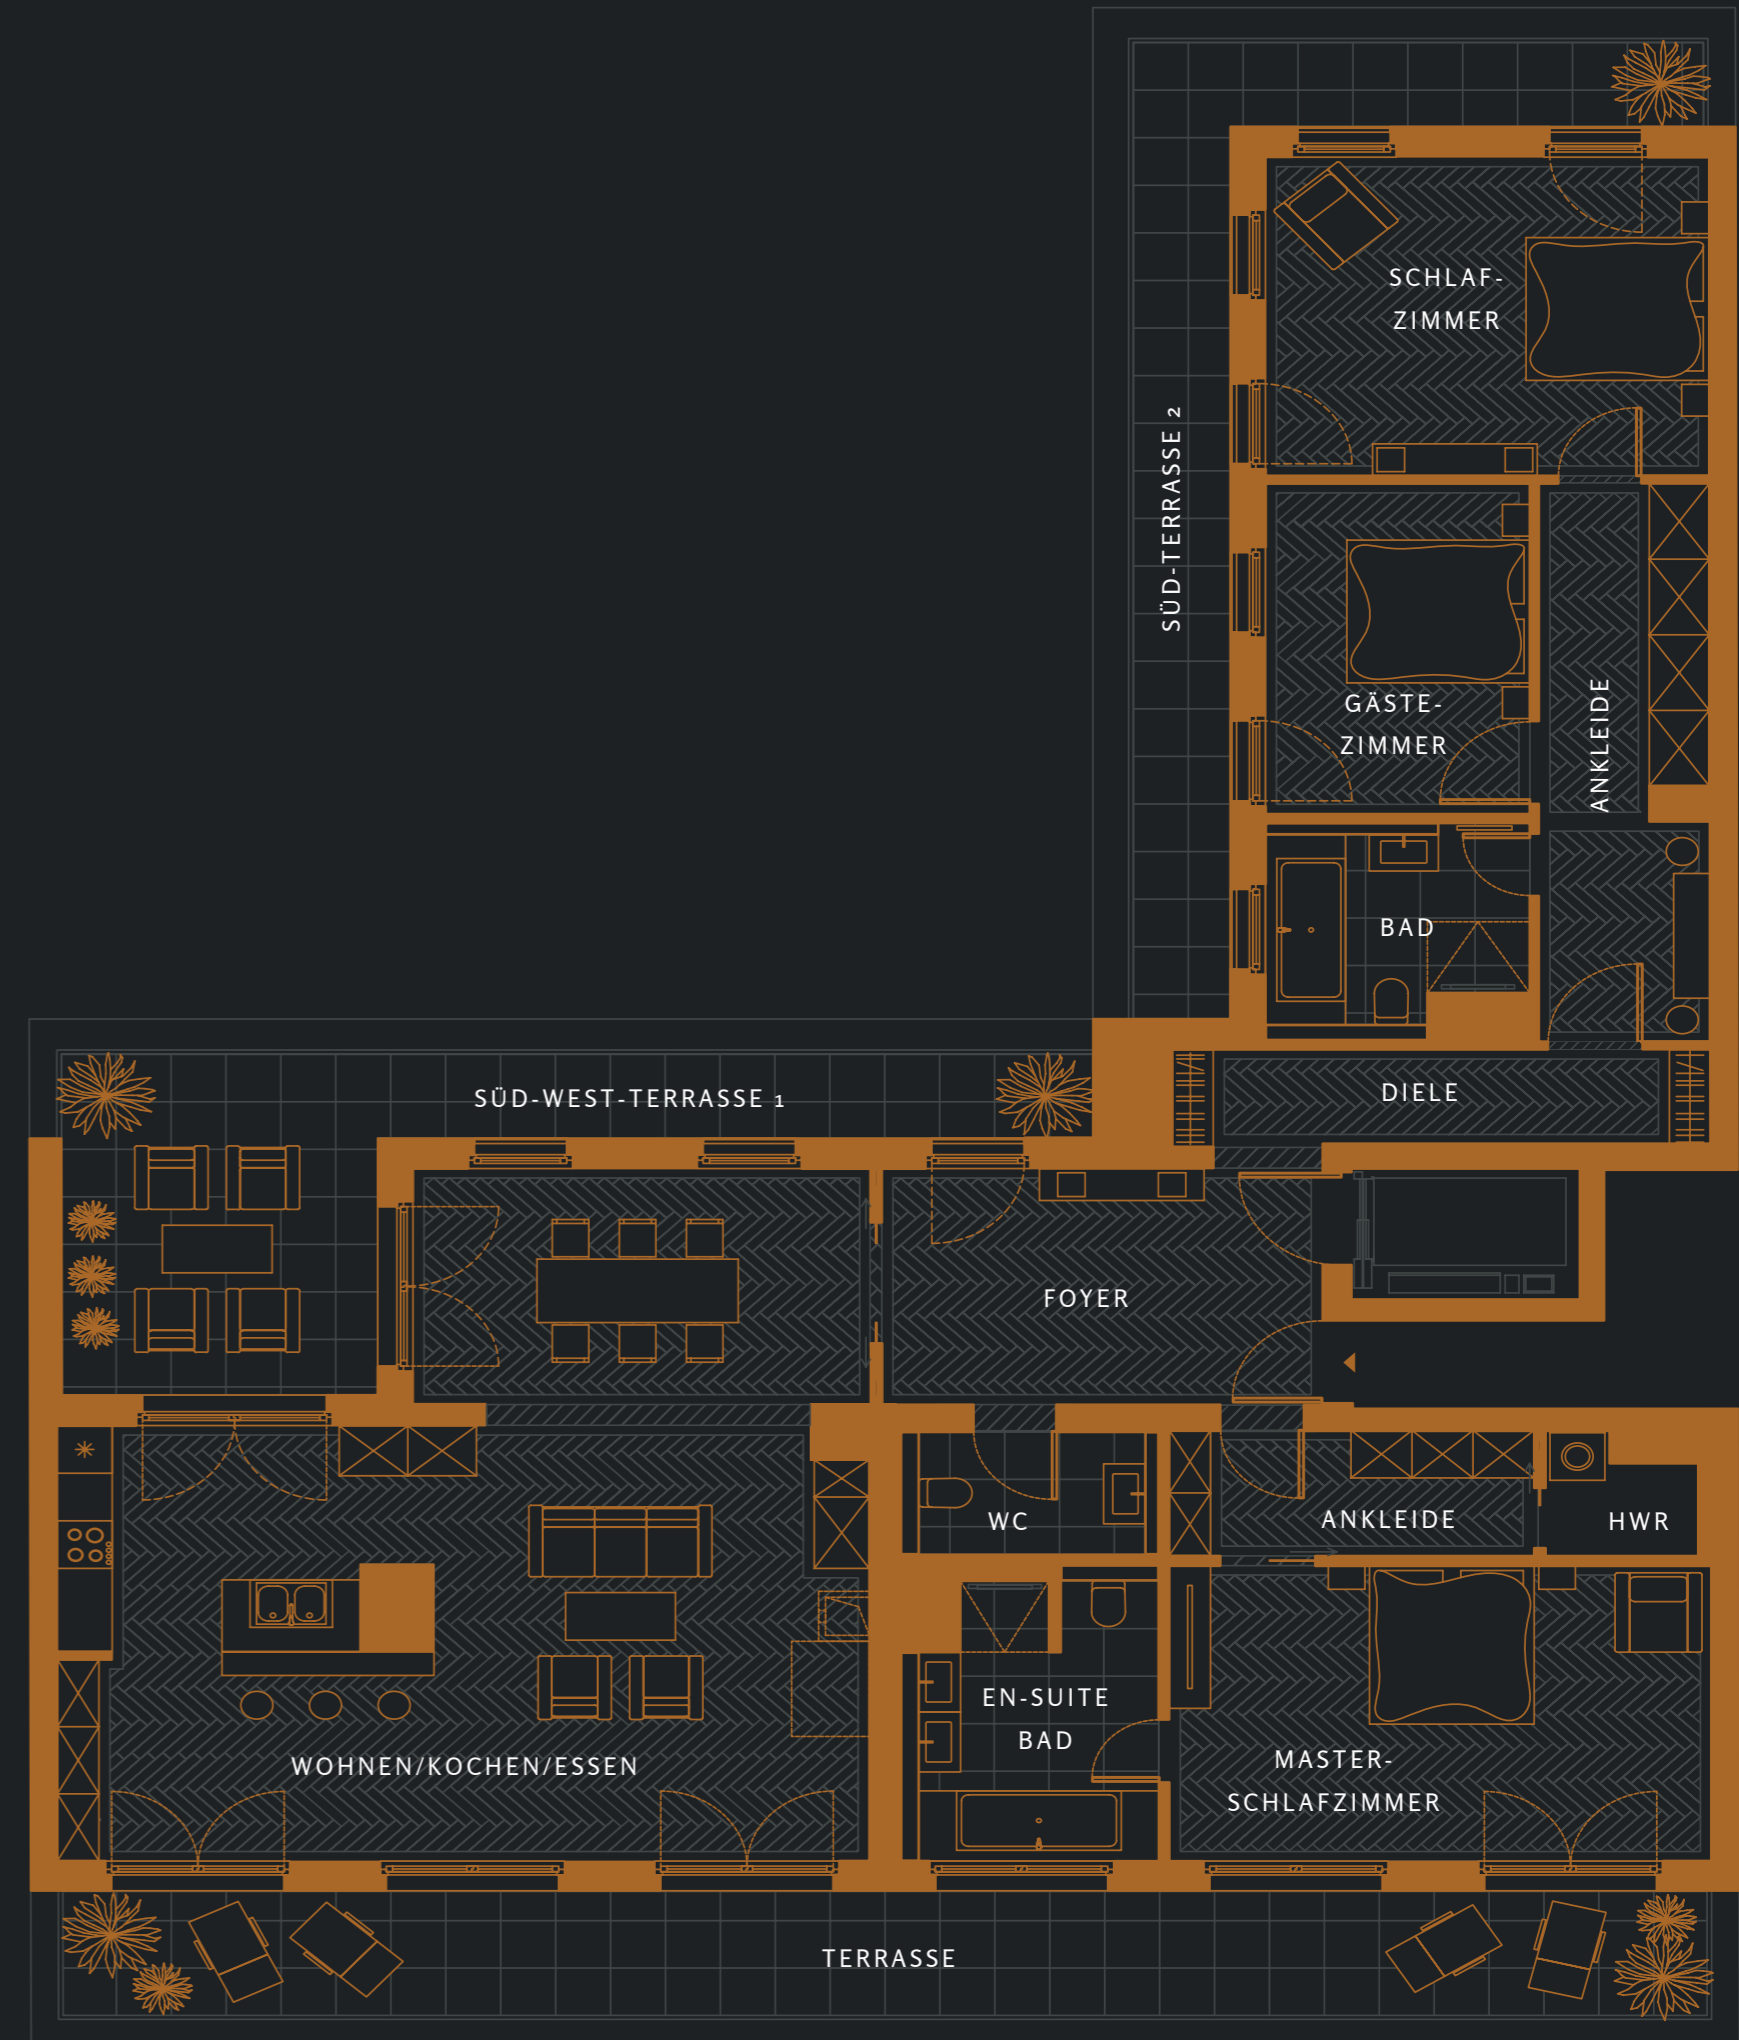 SCHLAF-
ZIMMER
SÜD-TERRASSE 2
GÄSTE-
ZIMMER
ANKLEIDE
BAD
DIELE
SÜD-WEST-TERRASSE 1
FOYER
WC
ANKLEIDE
HWR
EN-SUITE
BAD
WOHNEN/KOCHEN/ESSEN
MASTER-
SCHLAFZIMMER
TERRASSE